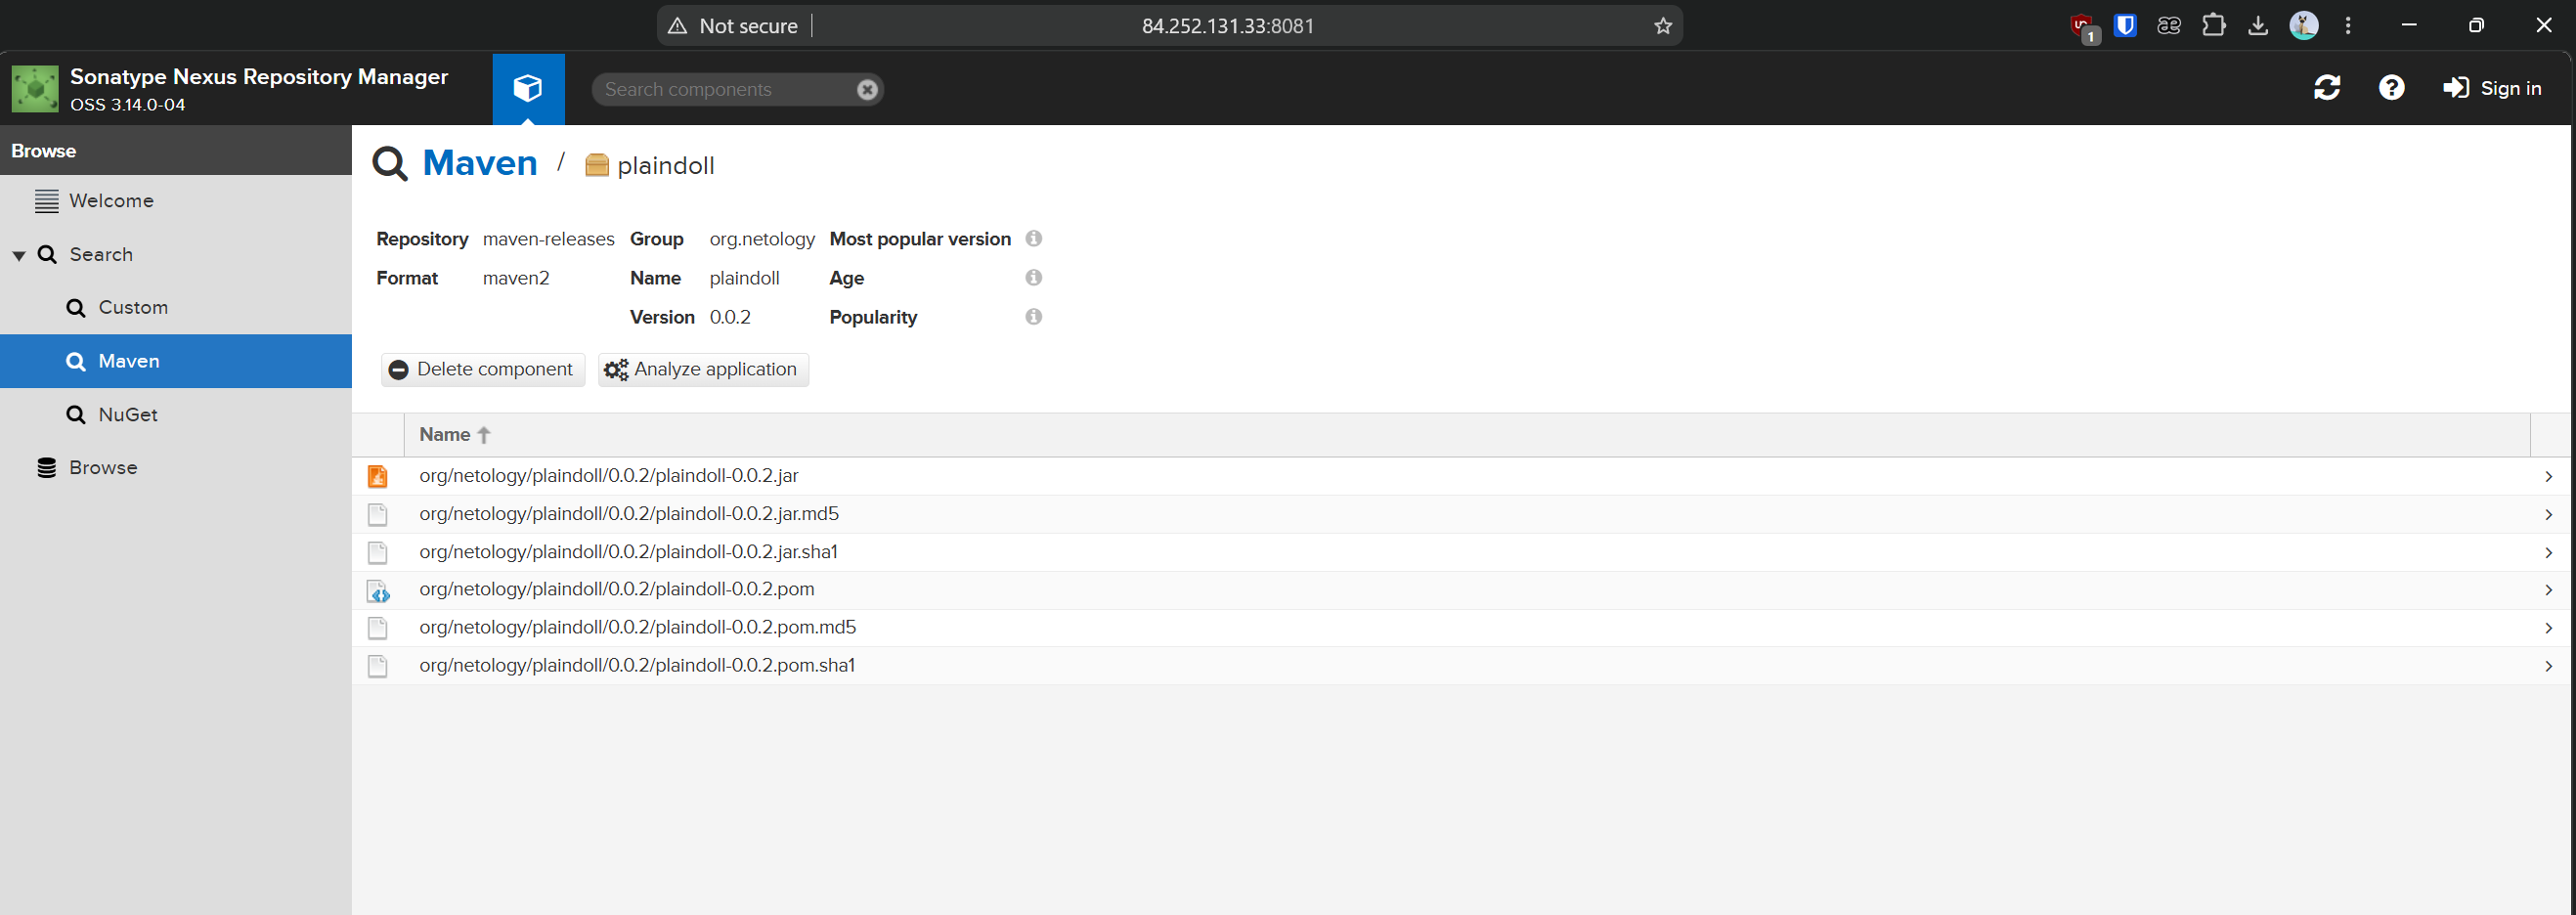 Not secure
84.252.131.33:8081
1
Sonatype Nexus Repository Manager
OSS 3.14.0-04
Search components
Sign in
Browse
Welcome
Search
Custom
Maven
NuGet
Browse
Maven / plaindoll
Repository maven-releases Group org.netology Most popular version
Format maven2 Name plaindoll Age
Version 0.0.2 Popularity
Delete component Analyze application
Name
org/netology/plaindoll/0.0.2/plaindoll-0.0.2.jar
org/netology/plaindoll/0.0.2/plaindoll-0.0.2.jar.md5
org/netology/plaindoll/0.0.2/plaindoll-0.0.2.jar.sha1
org/netology/plaindoll/0.0.2/plaindoll-0.0.2.pom
org/netology/plaindoll/0.0.2/plaindoll-0.0.2.pom.md5
org/netology/plaindoll/0.0.2/plaindoll-0.0.2.pom.sha1